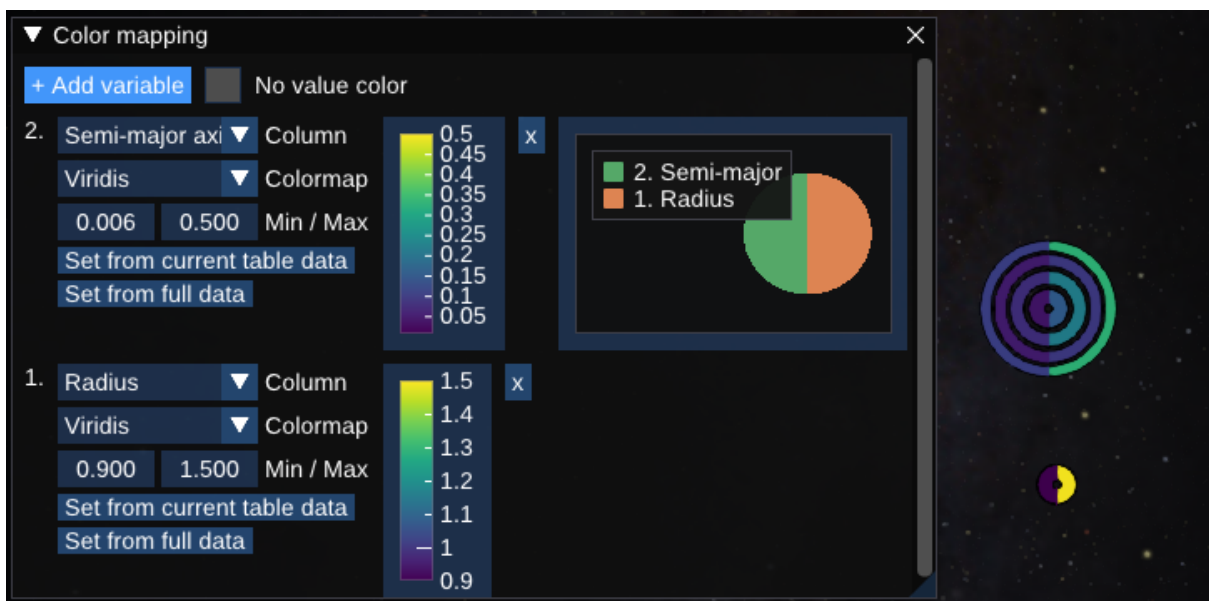 Color mapping
+ Add variable No value color
2. Semi-major axi Column
Viridis Colormap
0.006 0.500 Min / Max
Set from current table data
Set from full data
0.5
0.45
0.4
0.35
0.3
0.25
0.2
0.15
0.1
0.05
x
2. Semi-major
1. Radius
1. Radius Column
Viridis Colormap
0.900 1.500 Min / Max
Set from current table data
Set from full data
1.5
1.4
1.3
1.2
1.1
1
0.9
x